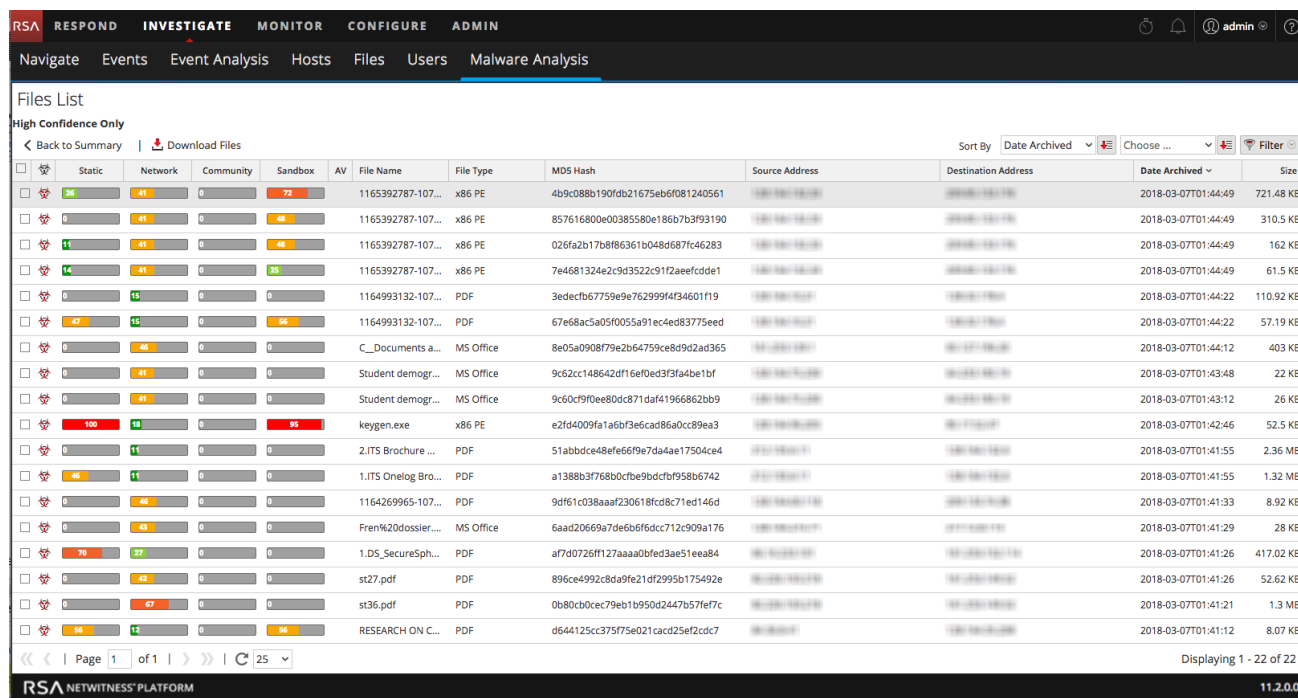 RSA RESPOND INVESTIGATE MONITOR CONFIGURE ADMIN admin ?
Navigate Events Event Analysis Hosts Files Users Malware Analysis
Files List
High Confidence Only
Back to Summary | Download Files Sort By Date Archived Choose ... Filter
Static Network Community Sandbox AV File Name File Type MD5 Hash Source Address Destination Address Date Archived Size
26 41 0 72 1165392787-107... x86 PE 4b9c088b190fdb21675eb6f081240561 2018-03-07T01:44:49 721.48 KB
0 41 0 48 1165392787-107... x86 PE 857616800e00385580e186b7b3f93190 2018-03-07T01:44:49 310.5 KB
11 41 0 48 1165392787-107... x86 PE 026fa2b17b8f86361b048d687fc46283 2018-03-07T01:44:49 162 KB
14 41 0 25 1165392787-107... x86 PE 7e4681324e2c9d3522c91f2aeefcdde1 2018-03-07T01:44:49 61.5 KB
0 15 0 0 1164993132-107... PDF 3edecfb67759e9e762999f4f34601f19 2018-03-07T01:44:22 110.92 KB
47 15 0 56 1164993132-107... PDF 67e68ac5a05f0055a91ec4ed83775eed 2018-03-07T01:44:22 57.19 KB
0 46 0 0 C__Documents a... MS Office 8e05a0908f79e2b64759ce8d9d2ad365 2018-03-07T01:44:12 403 KB
0 41 0 0 Student demogr... MS Office 9c62cc148642df16ef0ed3f3fa4be1bf 2018-03-07T01:43:48 22 KB
0 41 0 0 Student demogr... MS Office 9c60cf9f0ee80dc871daf41966862bb9 2018-03-07T01:43:12 26 KB
100 18 0 95 keygen.exe x86 PE e2fd4009fa1a6bf3e6cad86a0cc89ea3 2018-03-07T01:42:46 52.5 KB
0 11 0 0 2.ITS Brochure ... PDF 51abbdce48efe66f9e7da4ae17504ce4 2018-03-07T01:41:55 2.36 MB
46 11 0 0 1.ITS Onelog Bro... PDF a1388b3f768b0cfbe9bdcfbf958b6742 2018-03-07T01:41:55 1.32 MB
0 46 0 0 1164269965-107... PDF 9df61c038aaaf230618fcd8c71ed146d 2018-03-07T01:41:33 8.92 KB
0 43 0 0 Fren%20dossier.... MS Office 6aad20669a7de6b6f6dcc712c909a176 2018-03-07T01:41:29 28 KB
70 27 0 0 1.DS_SecureSph... PDF af7d0726ff127aaaa0bfed3ae51eea84 2018-03-07T01:41:26 417.02 KB
0 42 0 0 st27.pdf PDF 896ce4992c8da9fe21df2995b175492e 2018-03-07T01:41:26 52.62 KB
0 67 0 0 st36.pdf PDF 0b80cb0cec79eb1b950d2447b57fef7c 2018-03-07T01:41:21 1.3 MB
56 12 0 56 RESEARCH ON C... PDF d644125cc375f75e021cacd25ef2cdc7 2018-03-07T01:41:12 8.07 KB
Page 1 of 1 | 25 Displaying 1 - 22 of 22
RSA NETWITNESS® PLATFORM 11.2.0.0